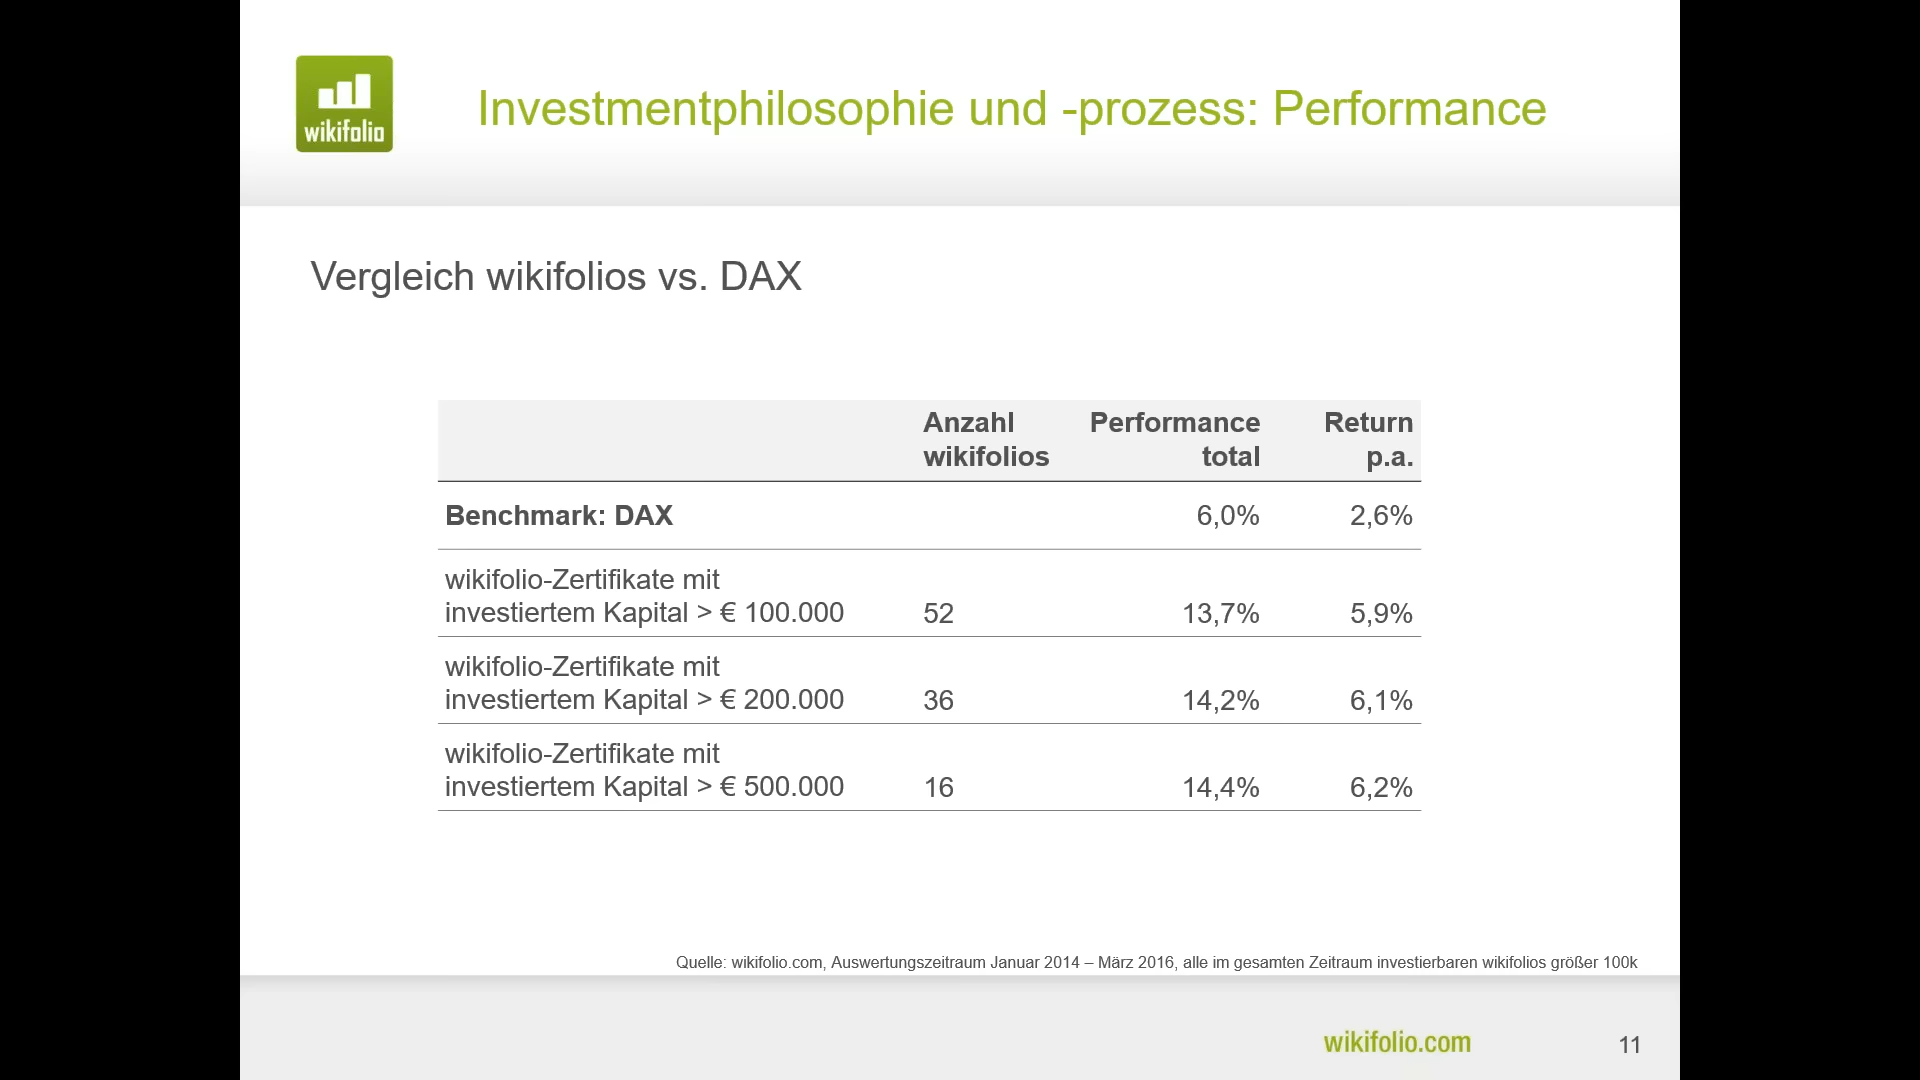 wikifolio
Investmentphilosophie und -prozess: Performance
Vergleich wikifolios vs. DAX
Anzahl wikifolios
Performance total
Return p.a.
Benchmark: DAX 6,0% 2,6%
wikifolio-Zertifikate mit
investiertem Kapital > € 100.000 52 13,7% 5,9%
wikifolio-Zertifikate mit
investiertem Kapital > € 200.000 36 14,2% 6,1%
wikifolio-Zertifikate mit
investiertem Kapital > € 500.000 16 14,4% 6,2%
Quelle: wikifolio.com, Auswertungszeitraum Januar 2014 – März 2016, alle im gesamten Zeitraum investierbaren wikifolios größer 100k
wikifolio.com 11